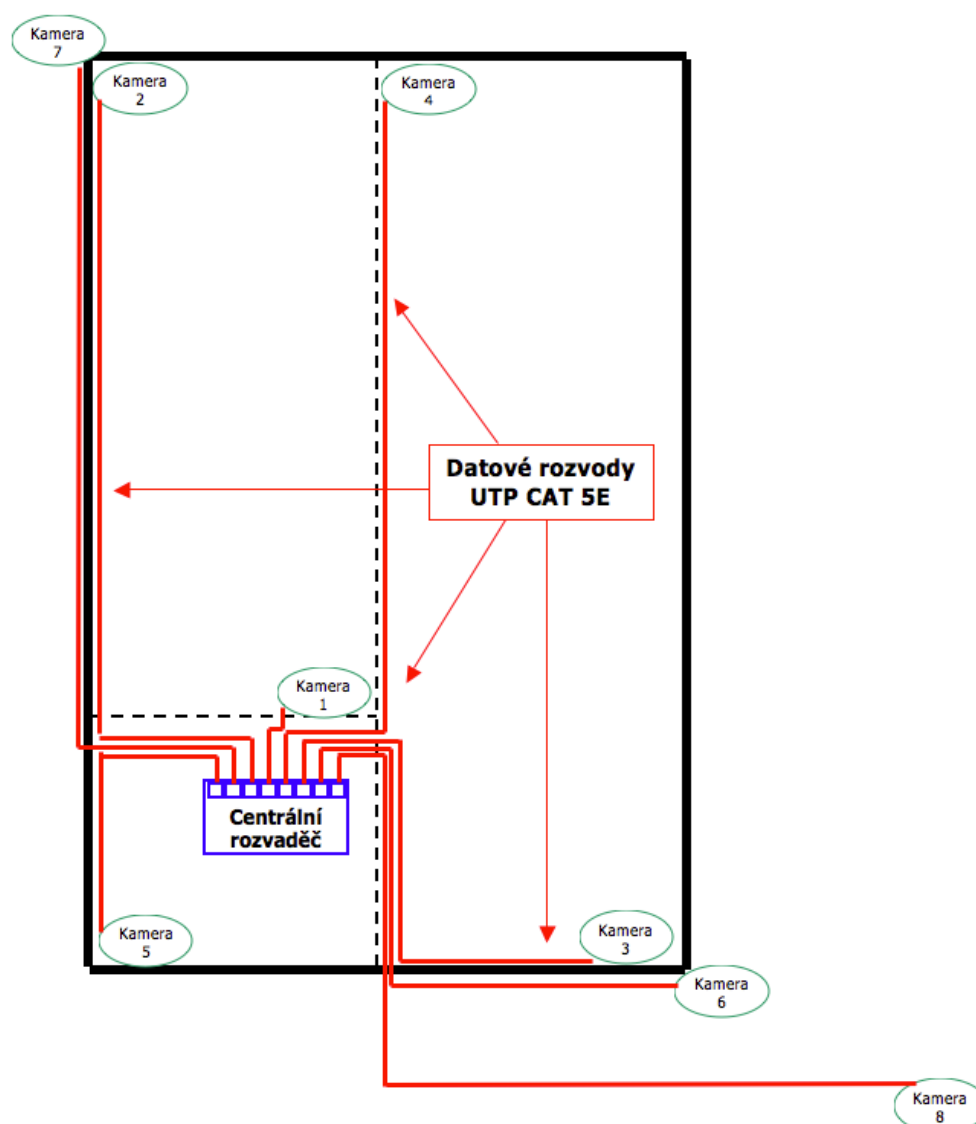 Kamera
7
Kamera
2
Kamera
4
Datové rozvody
UTP CAT 5E
Kamera
1
Centrální
rozvaděč
Kamera
5
Kamera
3
Kamera
6
Kamera
8